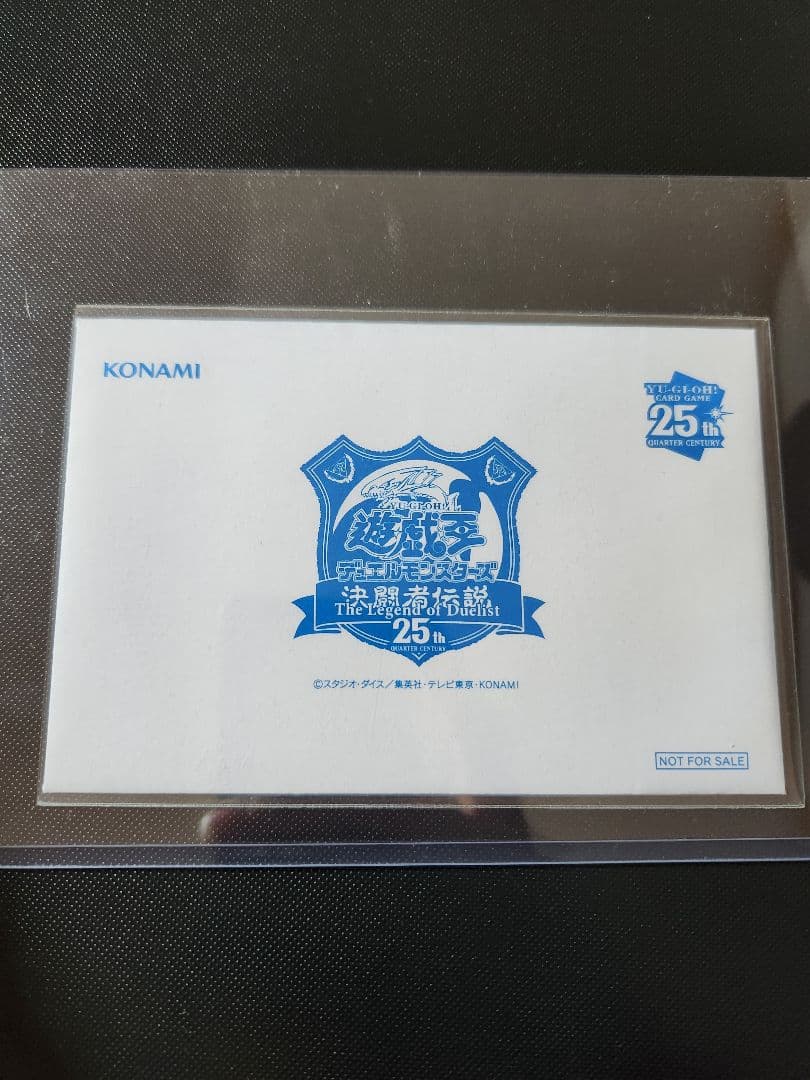 KONAMI
YU-GI-OH!
CARD GAME
25th
QUARTER CENTURY
YU-GI-OH!
遊戯王
デュエルモンスターズ
決闘者伝説
The Legend of Duelist
25th
QUARTER CENTURY
©スタジオ・ダイス／集英社・テレビ東京・KONAMI
NOT FOR SALE